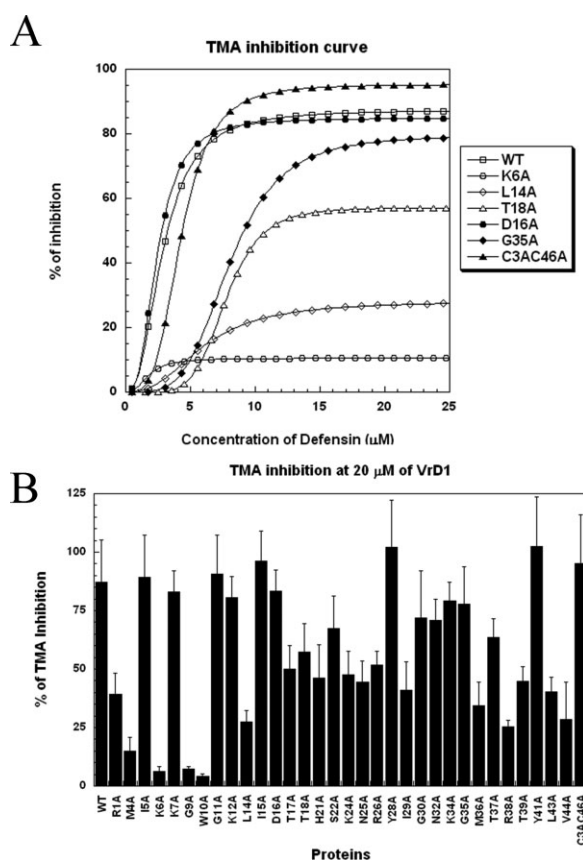 A
TMA inhibition curve
100
80
60
40
20
0
% of inhibition
0
5
10
15
20
25
Concentration of Defensin (µM)
WT
K6A
L14A
T18A
D16A
G35A
C3AC46A
B
TMA inhibition at 20 µM of VrD1
125
100
75
50
25
0
% of TMA Inhibition
WT
R1A
M4A
I5A
K6A
K7A
G9A
W10A
G11A
K12A
L14A
I15A
D16A
T17A
T18A
H21A
S22A
K24A
N25A
R26A
Y28A
I29A
G30A
N32A
K34A
G35A
M36A
T37A
R38A
T39A
Y41A
L43A
V44A
C3AC46A
Proteins